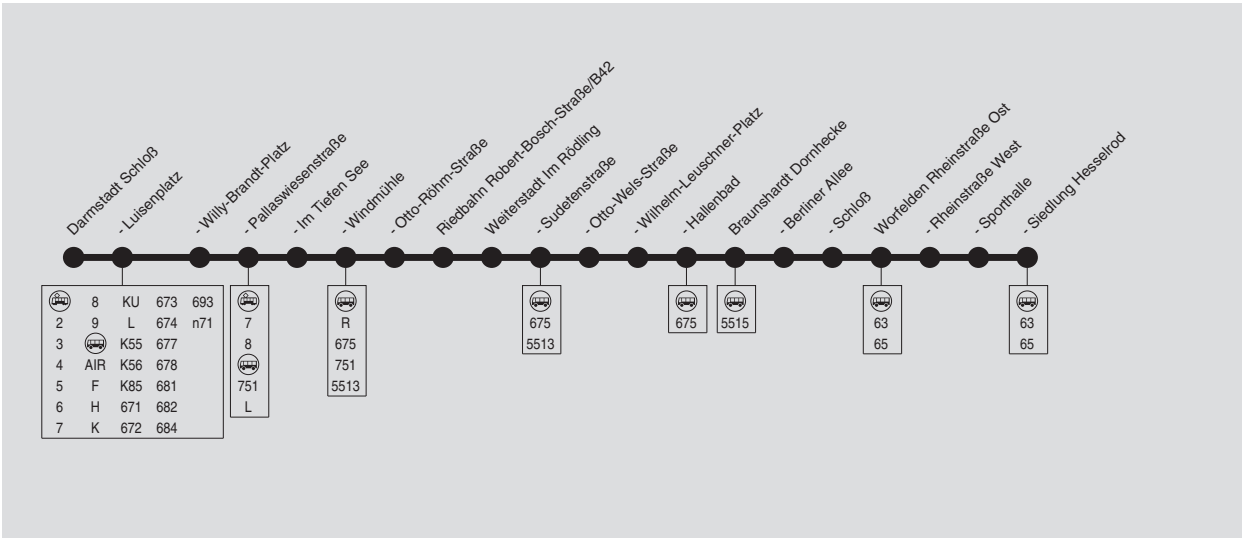 Darmstadt Schloß
- Luisenplatz
- Willy-Brandt-Platz
- Pallaswiesenstraße
- Im Tiefen See
- Windmühle
- Otto-Röhm-Straße
Riedbahn Robert-Bosch-Straße/B42
Weiterstadt Im Rödling
- Sudetenstraße
- Otto-Wels-Straße
- Wilhelm-Leuschner-Platz
- Hallenbad
Braunshardt Dornhecke
- Berliner Allee
- Schloß
Worfelden Rheinstraße Ost
- Rheinstraße West
- Sporthalle
- Siedlung Hesselrod
8 KU 673 693
2 9 L 674 n71
3 K55 677
4 AIR K56 678
5 F K85 681
6 H 671 682
7 K 672 684
7
8
751
L
R
675
751
5513
675
5513
675
5515
63
65
63
65